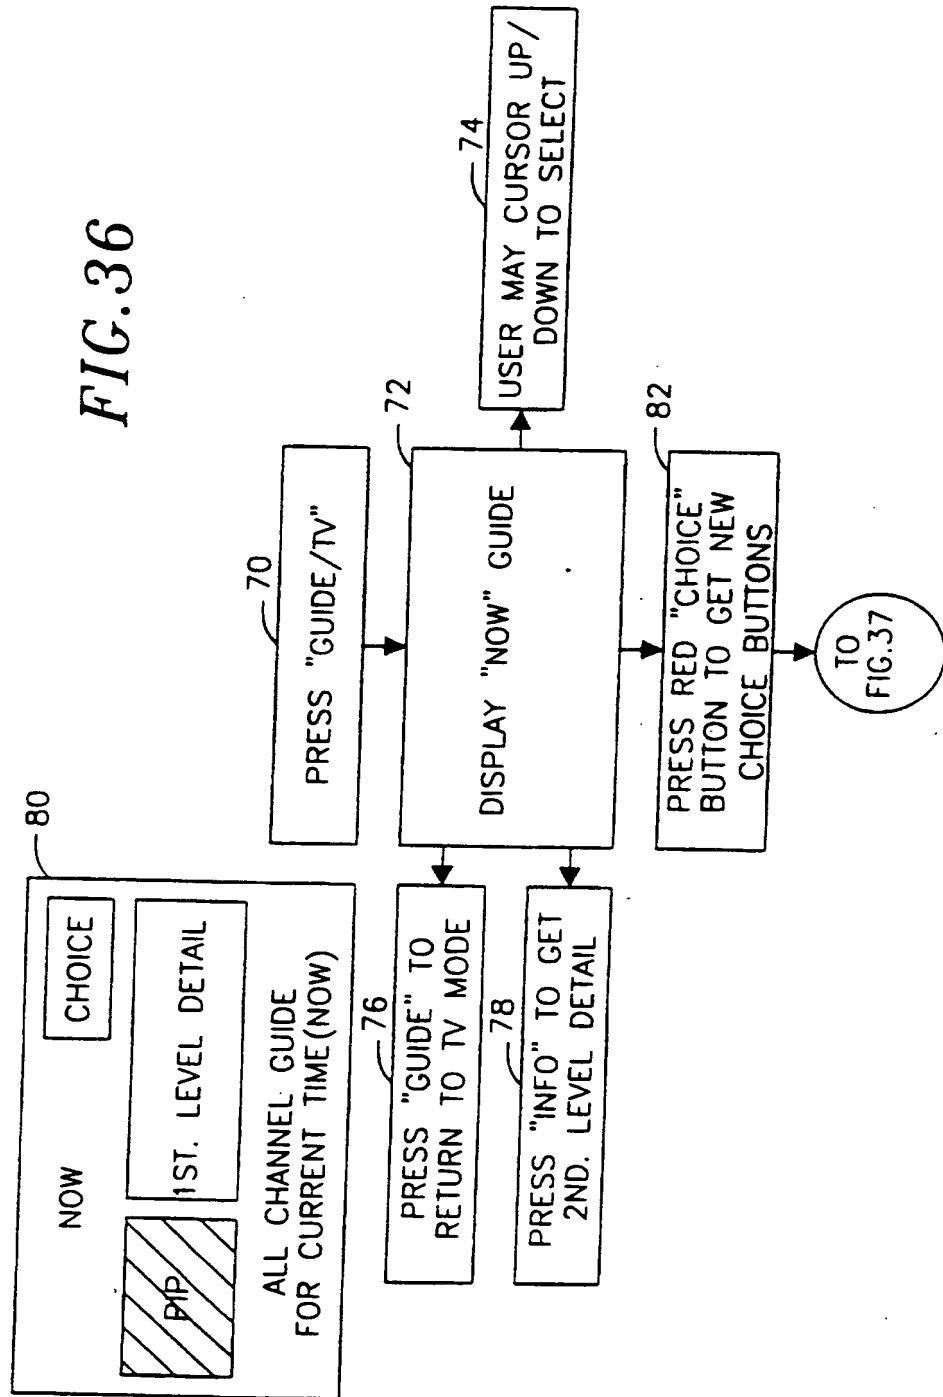 FIG.36
80
NOW
CHOICE
PIP
1ST. LEVEL DETAIL
ALL CHANNEL GUIDE
FOR CURRENT TIME(NOW)
70
PRESS "GUIDE/TV"
72
DISPLAY "NOW" GUIDE
74
USER MAY CURSOR UP/
DOWN TO SELECT
76
PRESS "GUIDE" TO
RETURN TO TV MODE
78
PRESS "INFO" TO GET
2ND. LEVEL DETAIL
82
PRESS RED "CHOICE"
BUTTON TO GET NEW
CHOICE BUTTONS
TO
FIG.37